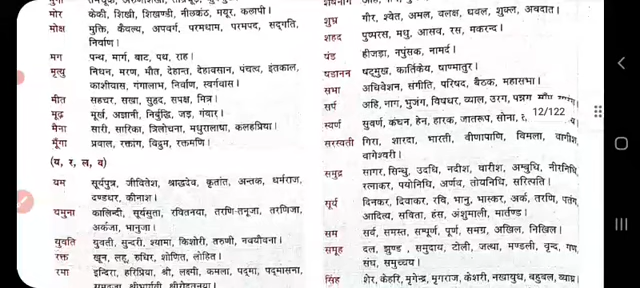 मोर केकी, शिखी, शिखण्डी, नीलकंठ, मयूर, कलापी।
मोक्ष मुक्ति, कैवल्य, अपवर्ग, परमधाम, परमपद, सद्गति,
निर्वाण।
मग पन्थ, मार्ग, बाट, पथ, राह।
मृत्यु निधन, मरण, मौत, देहान्त, देहावसान, पंचत्व, इंतकाल,
काशीवास, गंगालाभ, निर्वाण, स्वर्गवास।
मीत सहचर, सखा, सुहृद, सपक्ष, मित्र।
मूढ़ मूर्ख, अज्ञानी, निर्बुद्धि, जड़, गंवार।
मैना सारी, सारिका, त्रिलोचना, मधुरालाषा, कलहप्रिया।
मूँगा प्रवाल, रक्तांग, विद्रुम, रक्तमणि।
(य, र, ल, व)
यम सूर्यपुत्र, जीवितेश, श्राद्धदेव, कृतांत, अन्तक, धर्मराज,
दण्डधर, कीनाश।
यमुना कालिन्दी, सूर्यसुता, रवितनया, तरणि-तनूजा, तरणिजा,
अर्कजा, भानुजा।
युवति युवती, सुन्दरी, श्यामा, किशोरी, तरुणी, नवयौवना।
रक्त खून, लहू, रुधिर, शोणित, लोहित।
रमा इन्दिरा, हरिप्रिया, श्री, लक्ष्मी, कमला, पद्मा, पद्मासना,
शुभ्र गौर, श्वेत, अमल, वलक्ष, धवल, शुक्ल, अवदात।
शहद पुष्परस, मधु, आसव, रस, मकरन्द।
षंड हीजड़ा, नपुंसक, नामर्द।
षडानन षट्मुख, कार्तिकेय, षाण्मातुर।
सभा अधिवेशन, संगीति, परिषद, बैठक, महासभा।
सर्प अहि, नाग, भुजंग, विषधर, व्याल, उरग, पन्नग
स्वर्ण सुवर्ण, कंचन, हेम, हारक, जातरूप, सोना,
12/122
सरस्वती गिरा, शारदा, भारती, वीणापाणि, विमला, वागीश,
वागेश्वरी।
समुद्र सागर, सिन्धु, उदधि, नदीश, वारीश, अम्बुधि, नीरनिधि,
रत्नाकर, पयोनिधि, अर्णव, तोयनिधि, सरित्पति।
सूर्य दिनकर, दिवाकर, रवि, भानु, भास्कर, अर्क, तरणि, पतंग,
आदित्य, सविता, हंस, अंशुमाली, मार्तण्ड।
सम सर्व, समस्त, सम्पूर्ण, पूर्ण, समग्र, अखिल, निखिल।
समूह दल, झुण्ड, समुदाय, टोली, जत्था, मण्डली, वृन्द, गण,
संघ, समुच्चय।
सिंह शेर, केहरि, मृगेन्द्र, मृगराज, केशरी, नखायुध, बहुबल, व्याघ्र।